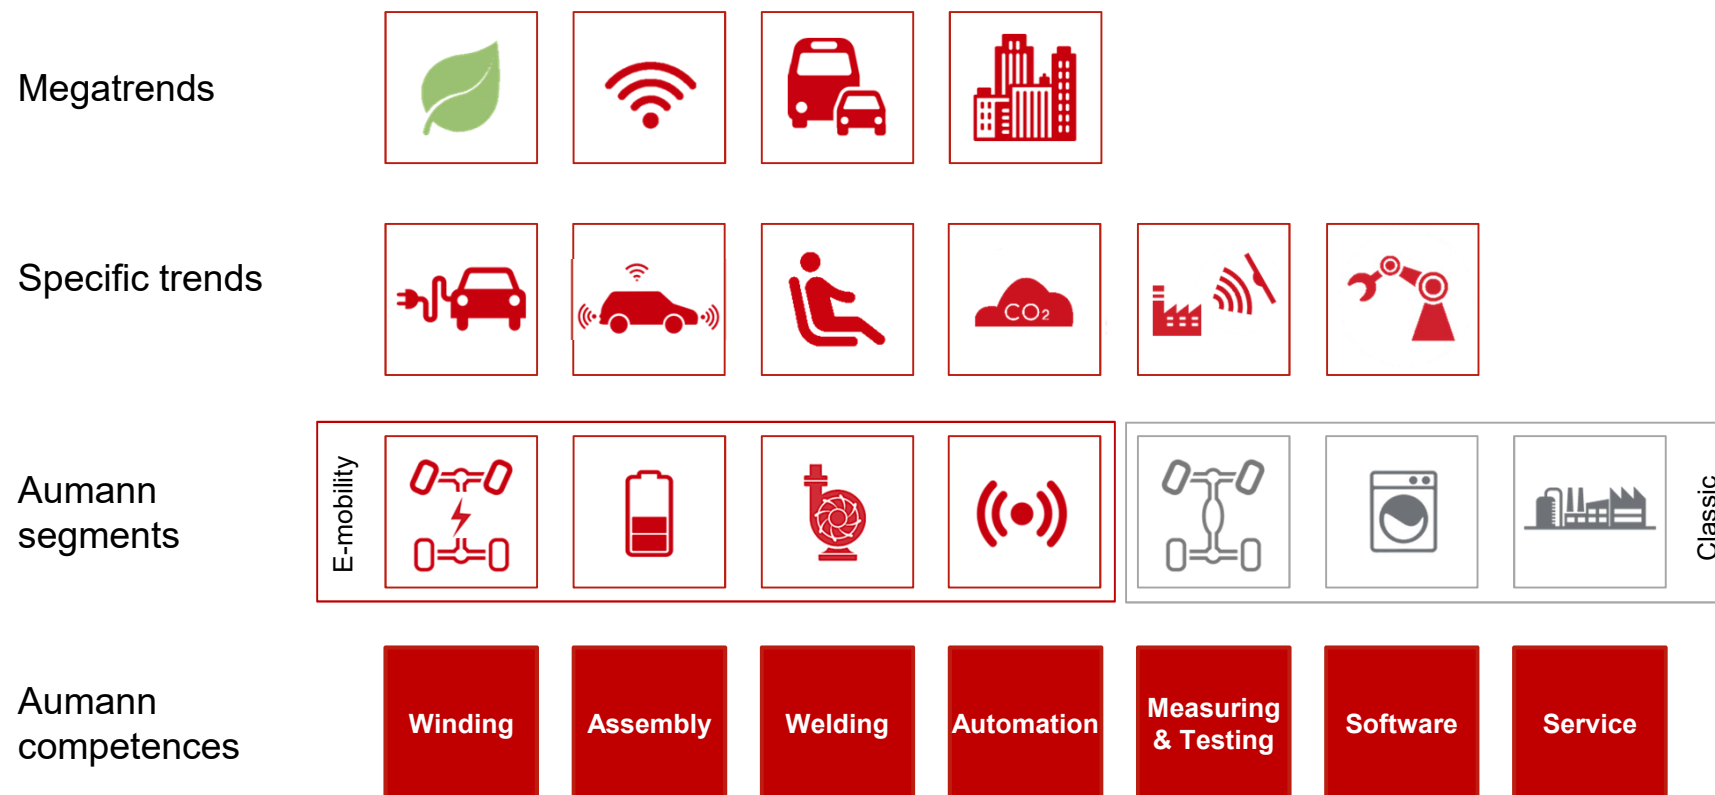 Megatrends
Specific trends
CO₂
Aumann
segments
E-mobility
Classic
Aumann
competences
Winding
Assembly
Welding
Automation
Measuring
& Testing
Software
Service